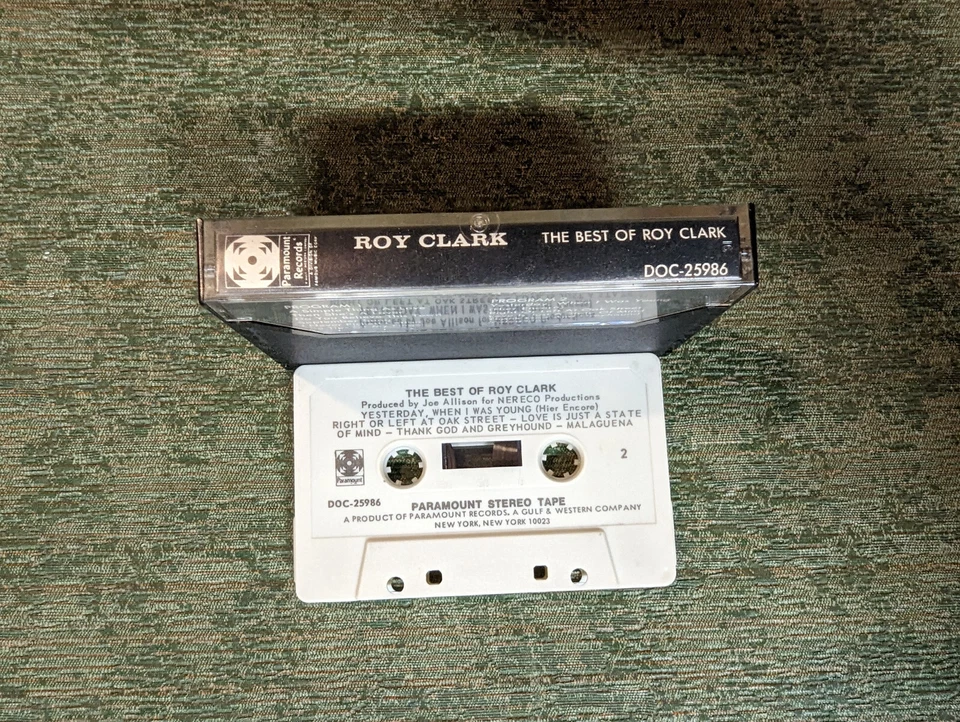 Paramount
Records
ROY CLARK
THE BEST OF ROY CLARK
DOC-25986
THE BEST OF ROY CLARK
Produced by Joe Allison for NERECO Productions
YESTERDAY, WHEN I WAS YOUNG (Hier Encore)
RIGHT OR LEFT AT OAK STREET – LOVE IS JUST A STATE
OF MIND – THANK GOD AND GREYHOUND – MALAGUENA
2
Paramount
DOC-25986
PARAMOUNT STEREO TAPE
A PRODUCT OF PARAMOUNT RECORDS. A GULF & WESTERN COMPANY
NEW YORK, NEW YORK 10023